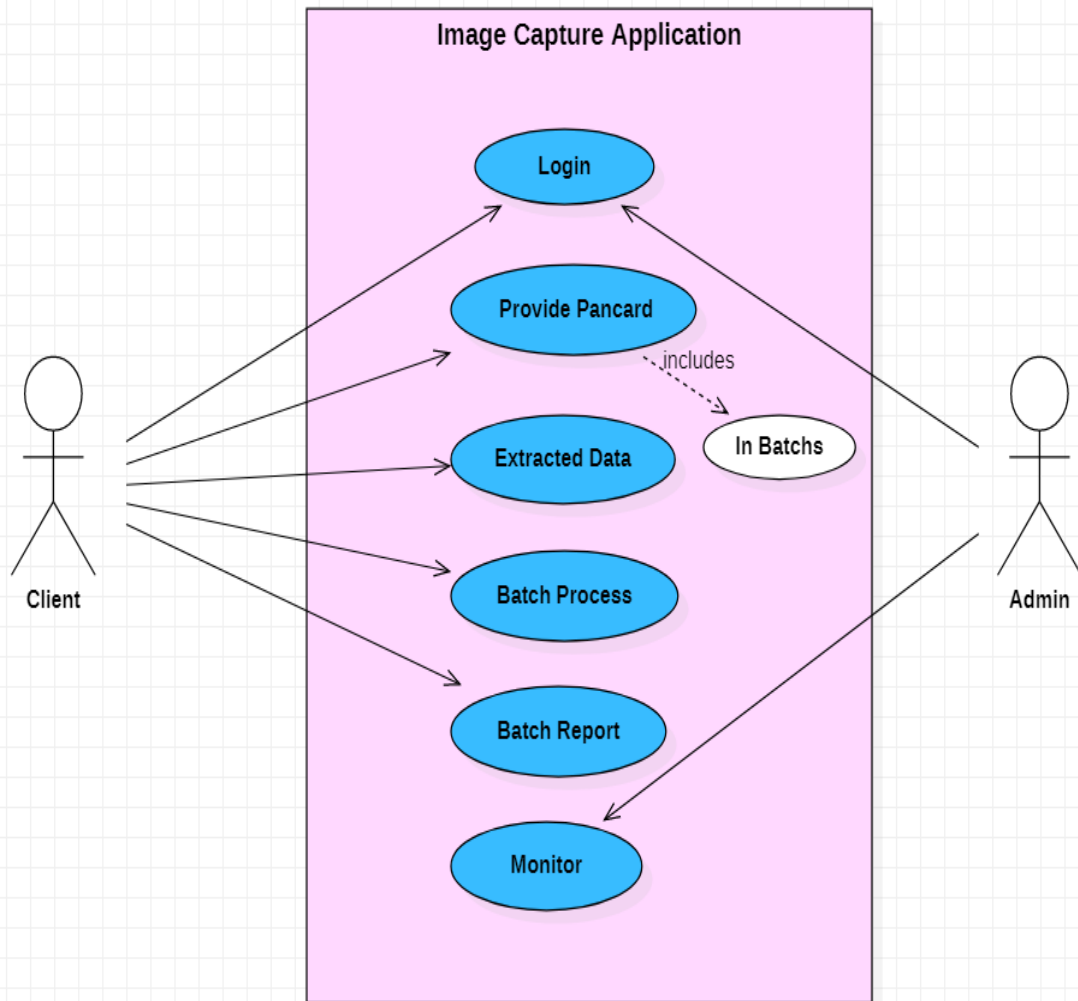 Image Capture Application
Login
Provide Pancard
includes
Extracted Data
In Batchs
Batch Process
Client
Admin
Batch Report
Monitor